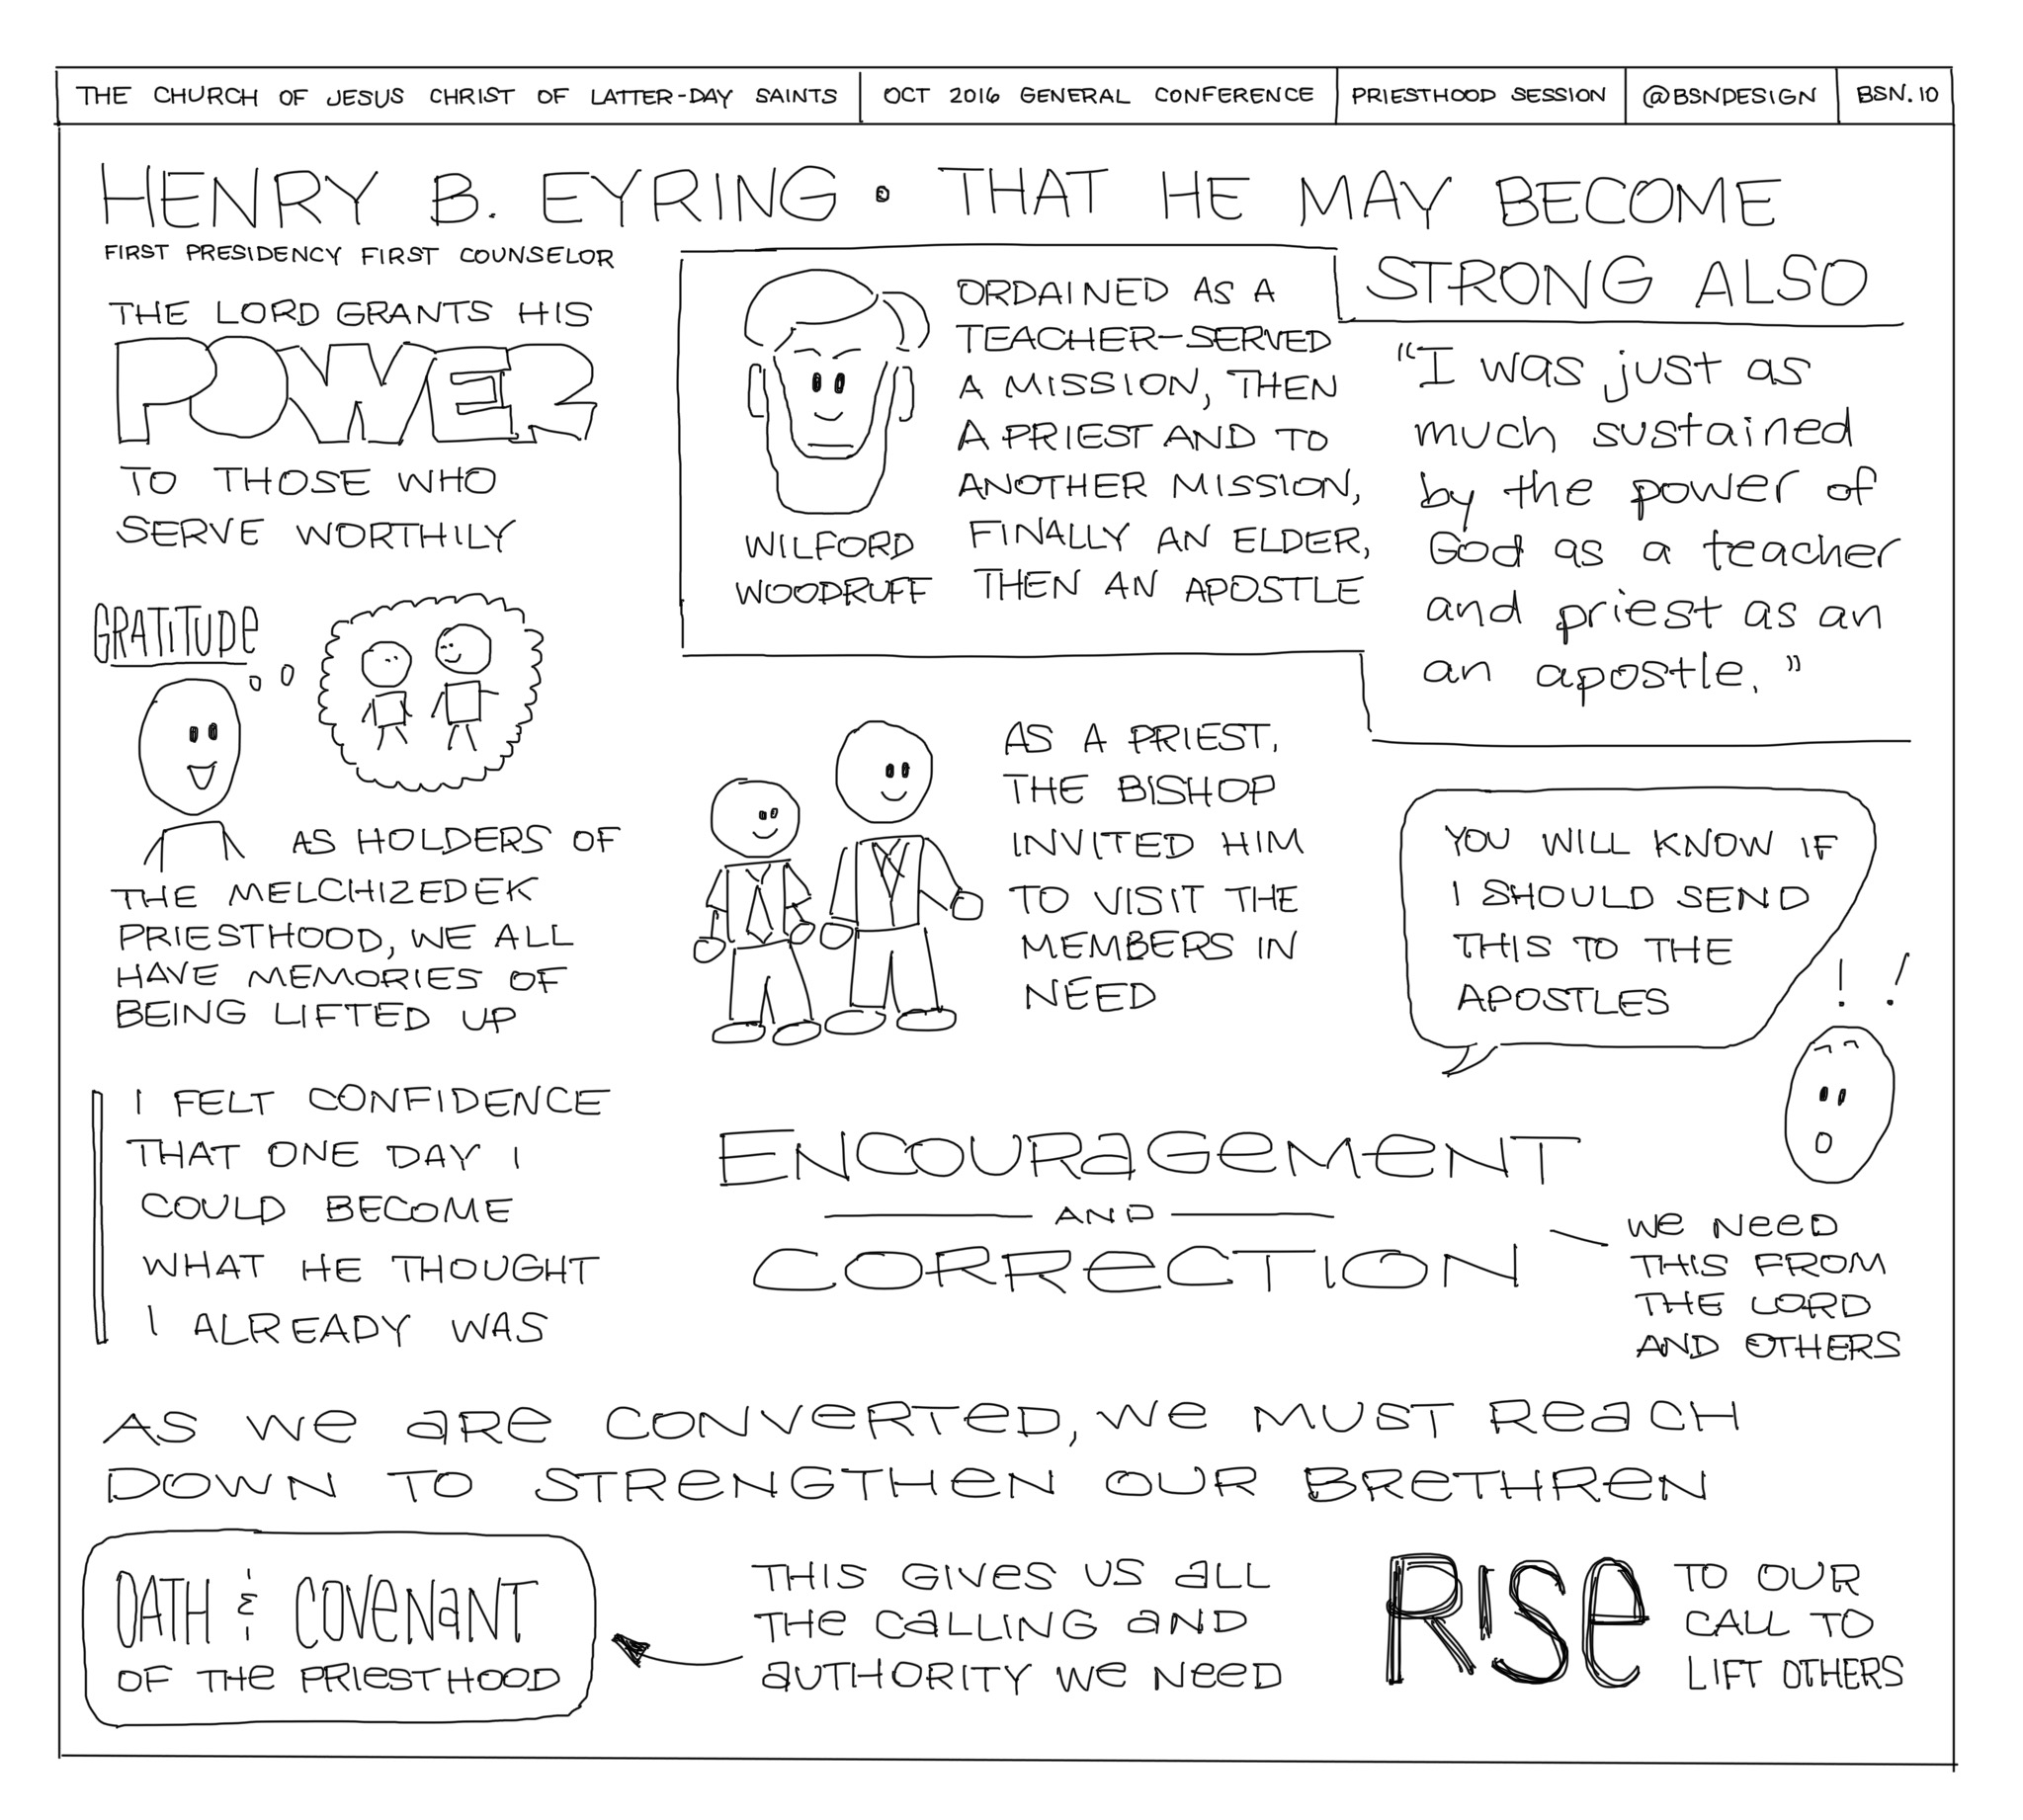 THE CHURCH OF JESUS CHRIST OF LATTER-DAY SAINTS
OCT 2016 GENERAL CONFERENCE
PRIESTHOOD SESSION
@BSNDESIGN
BSN.10
HENRY B. EYRING • THAT HE MAY BECOME
STRONG ALSO
FIRST PRESIDENCY FIRST COUNSELOR
THE LORD GRANTS HIS
POWER
TO THOSE WHO
SERVE WORTHILY
WILFORD
WOODRUFF
ORDAINED AS A
TEACHER-SERVED
A MISSION, THEN
A PRIEST AND TO
ANOTHER MISSION,
FINALLY AN ELDER,
THEN AN APOSTLE
"I was just as
much sustained
by the power of
God as a teacher
and priest as an
an apostle."
GRATITUDe
AS HOLDERS OF
THE MELCHIZEDEK
PRIESTHOOD, WE ALL
HAVE MEMORIES OF
BEING LIFTED UP
AS A PRIEST,
THE BISHOP
INVITED HIM
TO VISIT THE
MEMBERS IN
NEED
YOU WILL KNOW IF
I SHOULD SEND
THIS TO THE
APOSTLES
! !
I FELT CONFIDENCE
THAT ONE DAY I
COULD BECOME
WHAT HE THOUGHT
I ALREADY WAS
ENCOURaGeMeNT
AND
CORReCTION
We NeeD
THIS FROM
THE LORD
AND OTHERS
AS We aRe CONVeRTeD, We MUST ReaCH
DOWN TO STReNGTHeN OUR BReTHReN
OATH & COVeNaNT
OF THe PRIeSTHOOD
THIS GIVeS US aLL
THe CaLLING aND
aUTHORITY We NeeD
RISe
TO OUR
CALL TO
LIFT OTHERS